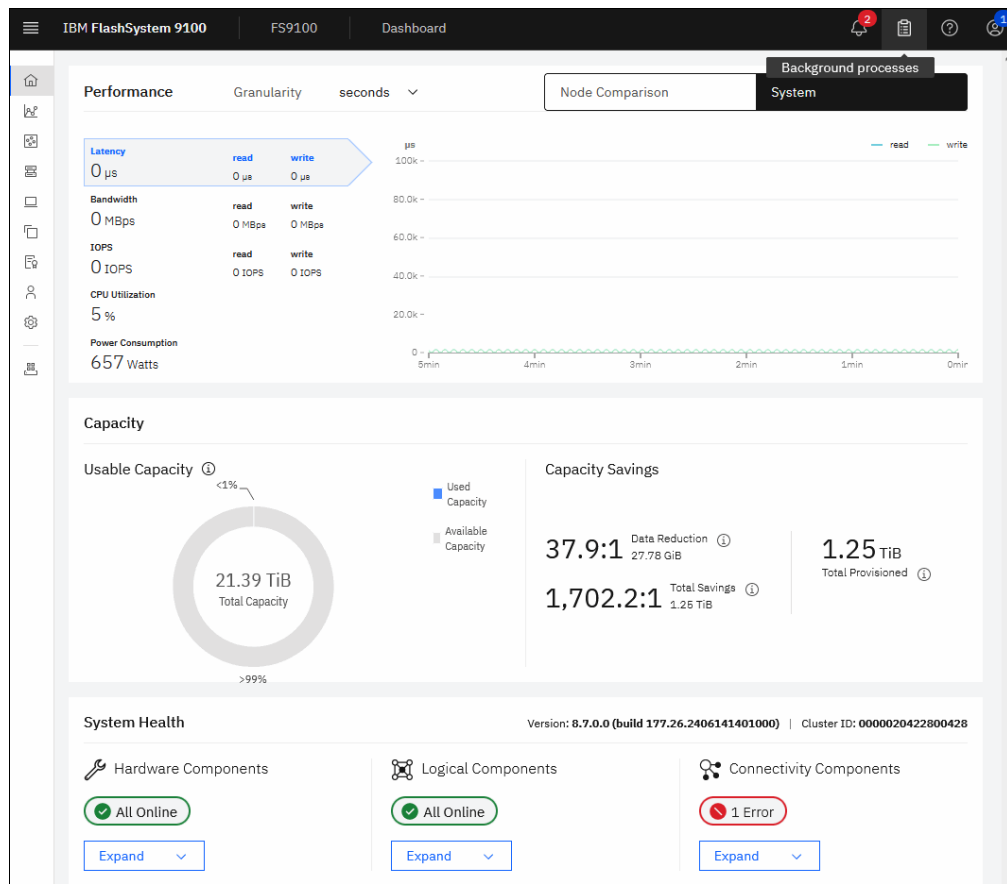 IBM FlashSystem 9100 FS9100 Dashboard 2 1
Background processes
Performance Granularity seconds Node Comparison System
Latency
0 µs
read write
0 µs 0 µs
Bandwidth
0 MBps
read write
0 MBps 0 MBps
IOPS
0 IOPS
read write
0 IOPS 0 IOPS
CPU Utilization
5 %
Power Consumption
657 Watts
µs
read write
100k
80.0k
60.0k
40.0k
20.0k
0
5min 4min 3min 2min 1min 0min
Capacity
Usable Capacity
<1%
21.39 TiB
Total Capacity
>99%
Used
Capacity
Available
Capacity
Capacity Savings
37.9:1 Data Reduction
27.78 GiB
1,702.2:1 Total Savings
1.25 TiB
1.25 TiB
Total Provisioned
System Health Version: 8.7.0.0 (build 177.26.2406141401000) | Cluster ID: 0000020422800428
Hardware Components Logical Components Connectivity Components
All Online All Online 1 Error
Expand Expand Expand